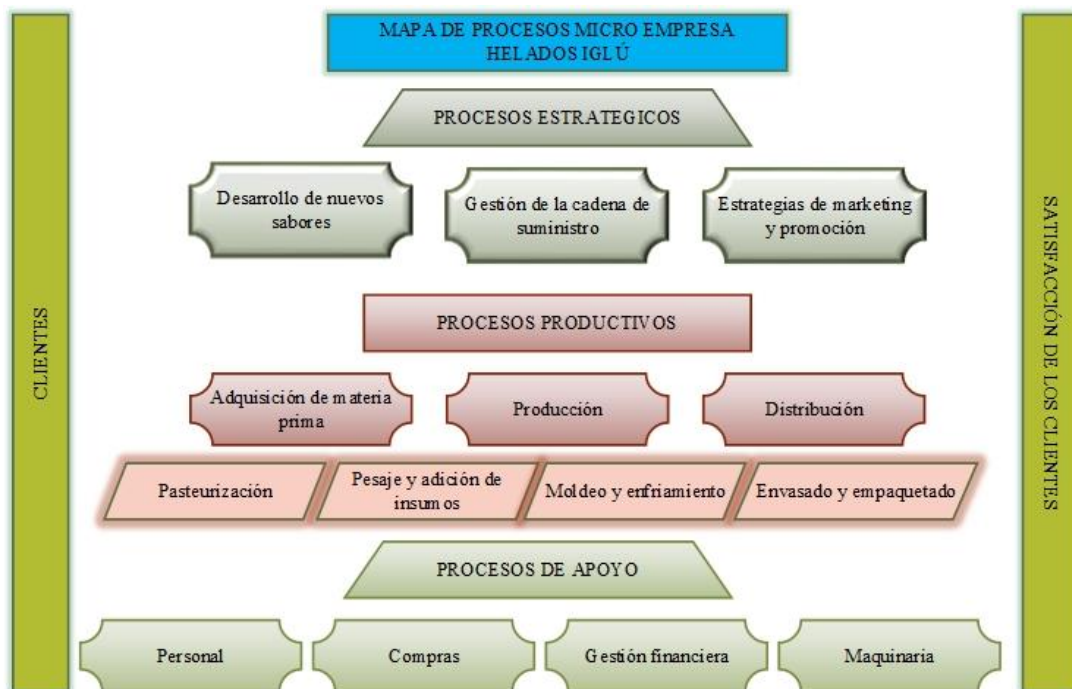 MAPA DE PROCESOS MICRO EMPRESA
HELADOS IGLÚ
PROCESOS ESTRATEGICOS
Desarrollo de nuevos
sabores
Gestión de la cadena de
suministro
Estrategias de marketing
y promoción
CLIENTES
SATISFACCIÓN DE LOS CLIENTES
PROCESOS PRODUCTIVOS
Adquisición de materia
prima
Producción
Distribución
Pasteurización
Pesaje y adición de
insumos
Moldeo y enfriamiento
Envasado y empaquetado
PROCESOS DE APOYO
Personal
Compras
Gestión financiera
Maquinaria